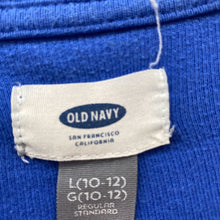 OLD NAVY
SAN FRANCISCO
CALIFORNIA
L(10-12)
G(10-12)
REGULAR
STANDARD